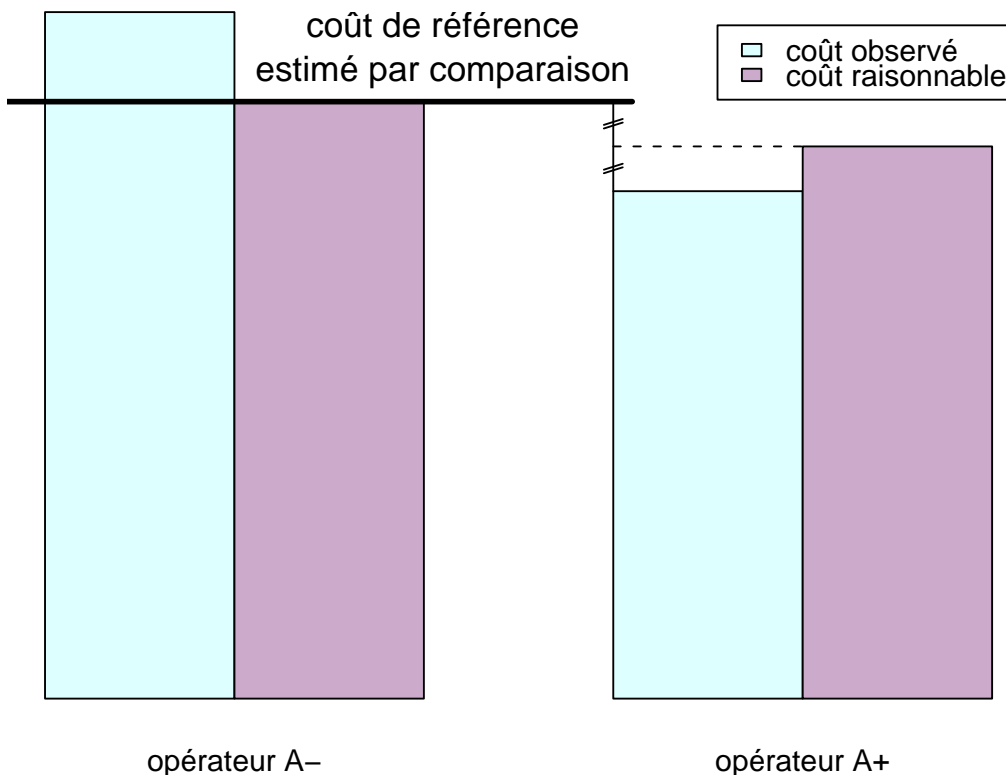 coût de référence
estimé par comparaison
coût observé
coût raisonnable
opérateur A−
opérateur A+